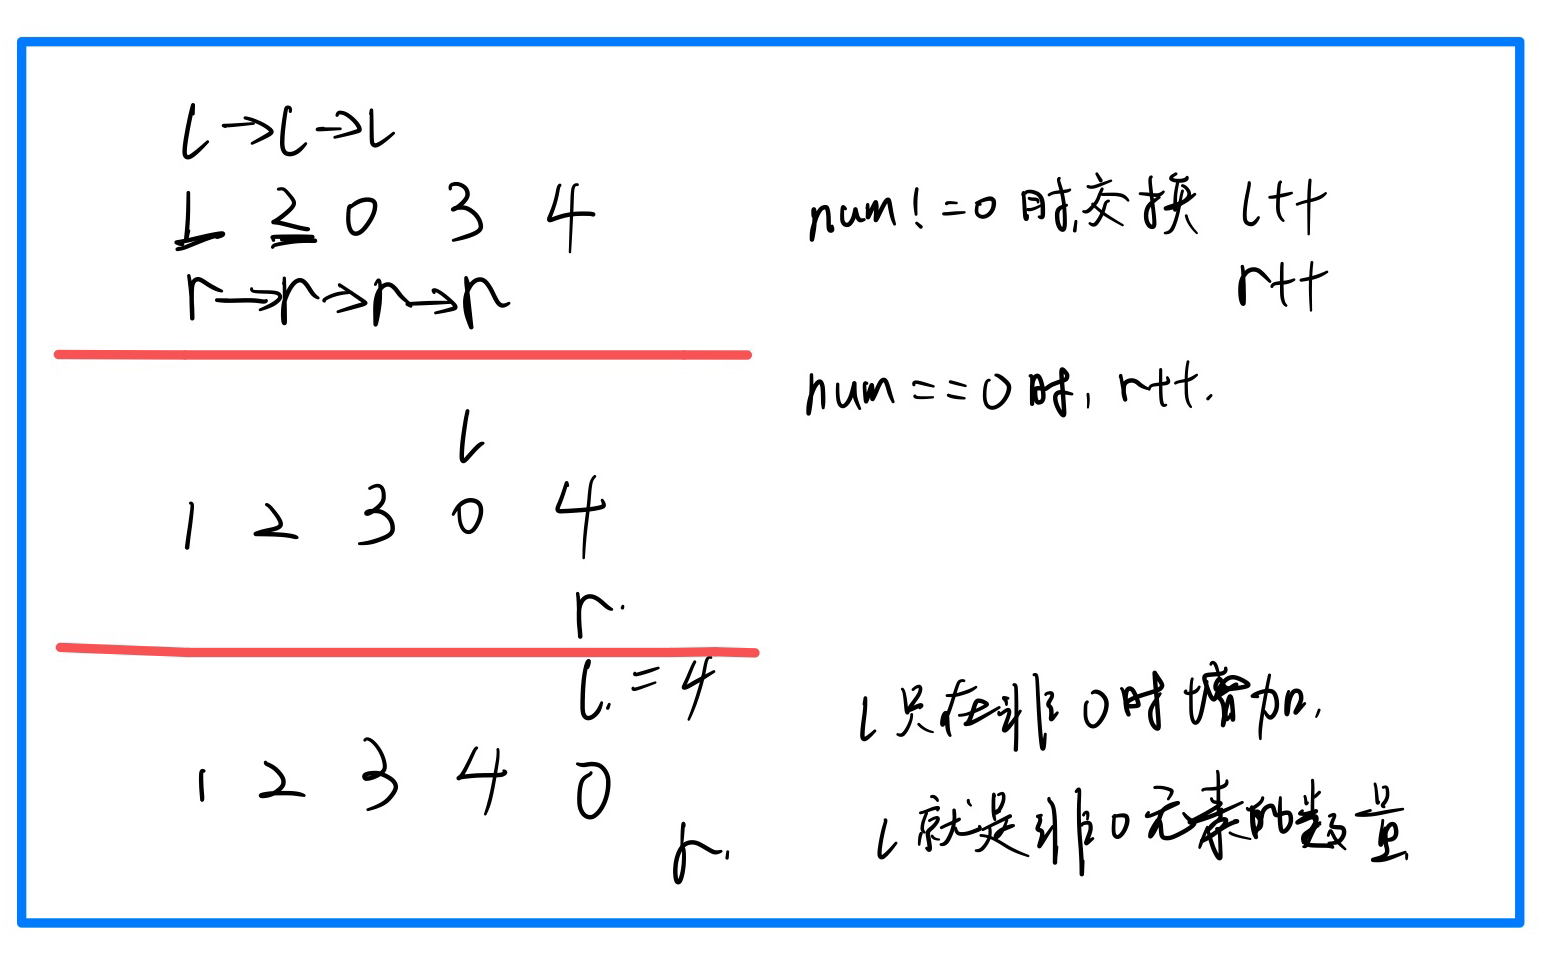 l→l→l
1 2 0 3 4
r→r→r→r
num!=0时,交换 l++
r++
num==0时, r++.
l
1 2 3 0 4
r.
l.=4
1 2 3 4 0
r.
l只在非0时增加,
l就是非0元素的数量